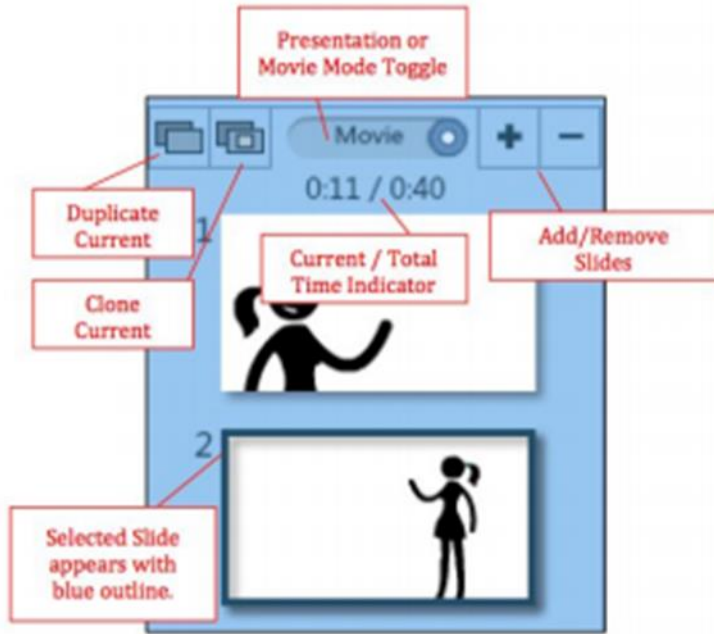 Presentation or
Movie Mode Toggle
Movie
0:11 / 0:40
Duplicate
Current
1
Current / Total
Time Indicator
Add/Remove
Slides
Clone
Current
2
Selected Slide
appears with
blue outline.